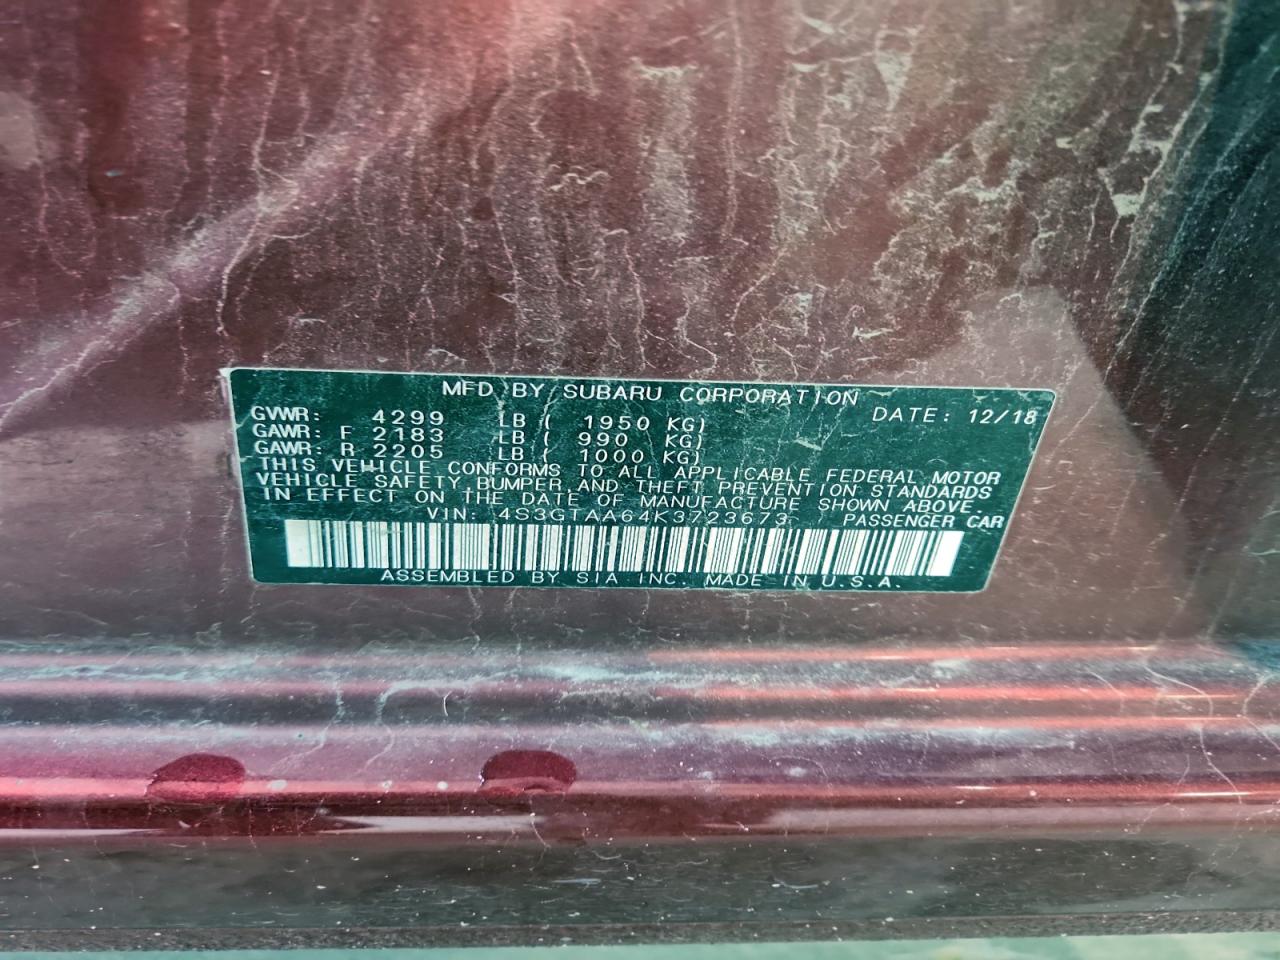 MFD BY SUBARU CORPORATION
GVWR: 4299 LB ( 1950 KG) DATE: 12/18
GAWR: F 2183 LB ( 990 KG)
GAWR: R 2205 LB ( 1000 KG)
THIS VEHICLE CONFORMS TO ALL APPLICABLE FEDERAL MOTOR
VEHICLE SAFETY, BUMPER, AND THEFT PREVENTION STANDARDS
IN EFFECT ON THE DATE OF MANUFACTURE SHOWN ABOVE.
VIN: 4S3GTAA64K3723673 PASSENGER CAR
ASSEMBLED BY SIA INC. MADE IN U.S.A.